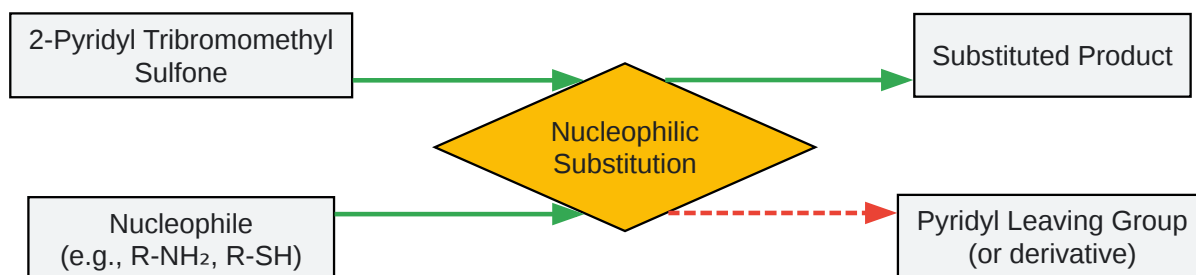 2-Pyridyl Tribromomethyl
Sulfone
Substituted Product
Nucleophilic
Substitution
Nucleophile
(e.g., R-NH₂, R-SH)
Pyridyl Leaving Group
(or derivative)